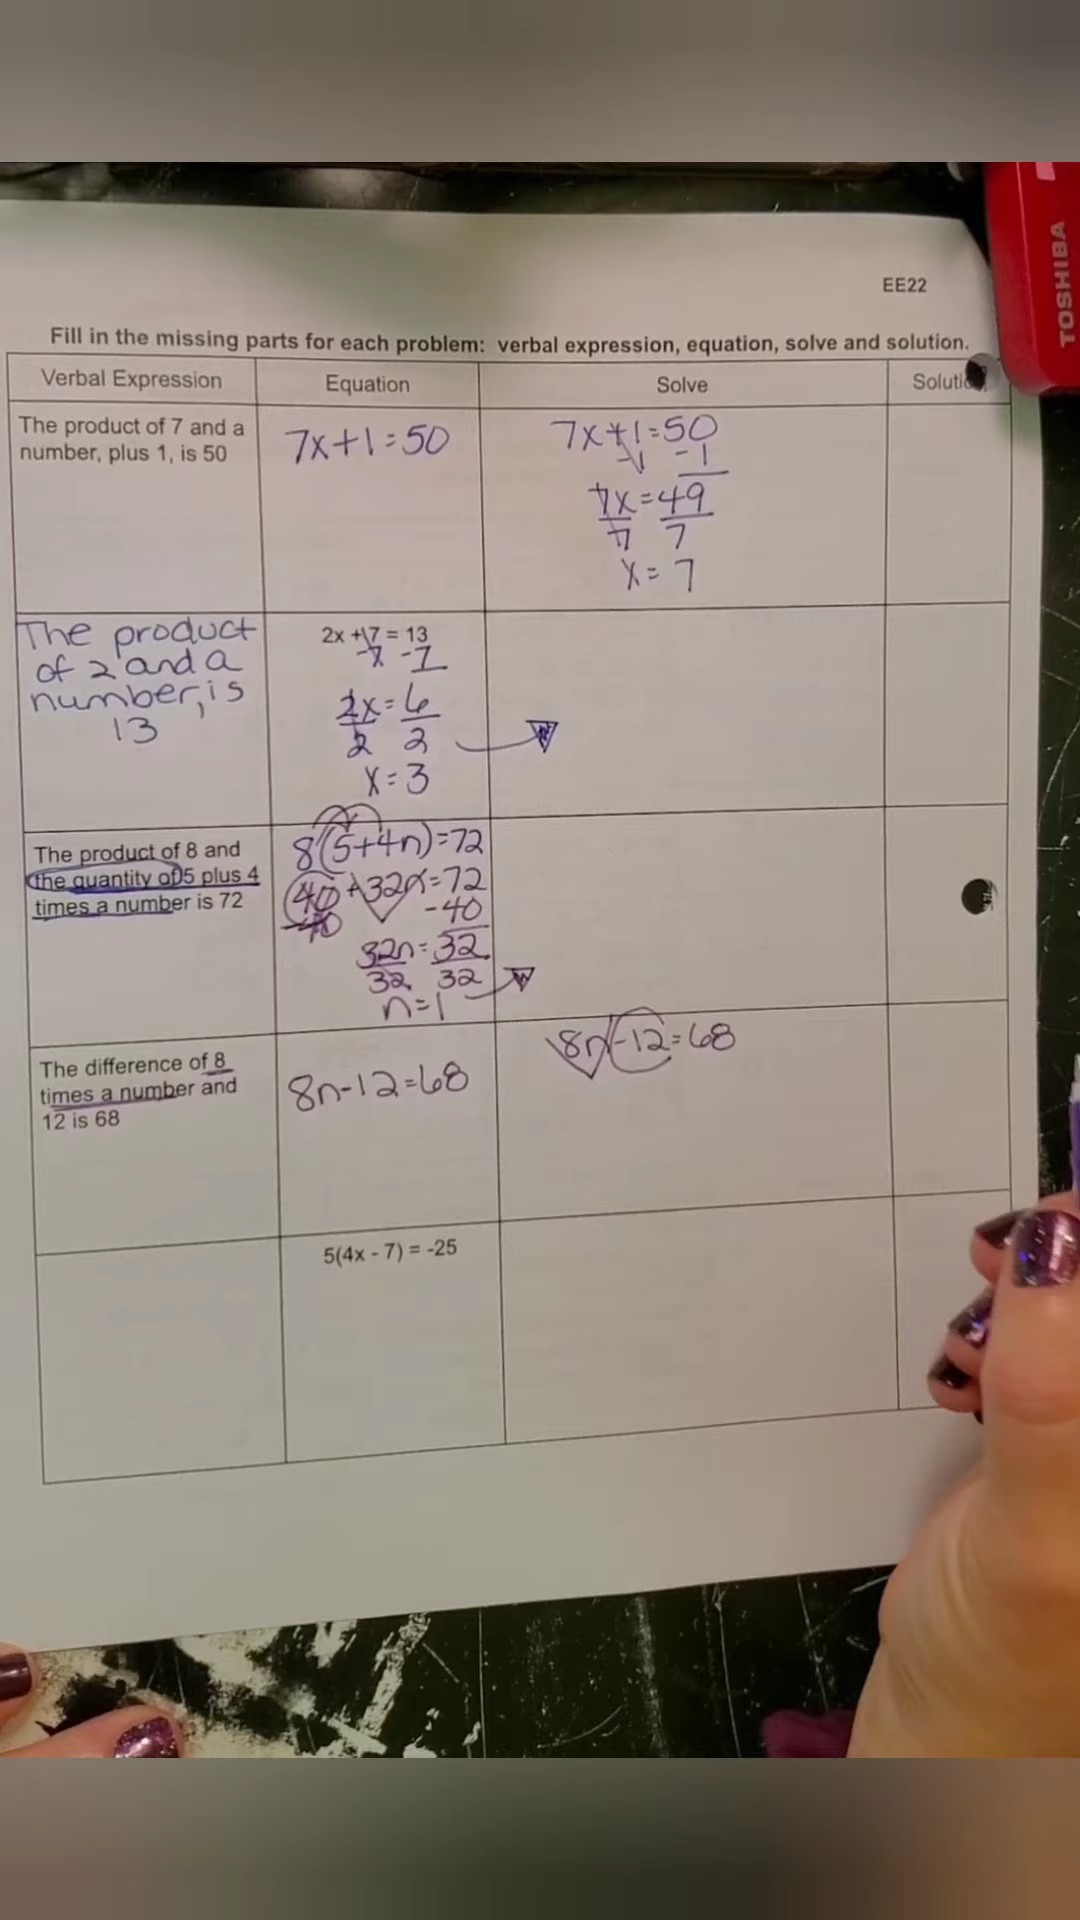 TOSHIBA
EE22
Fill in the missing parts for each problem: verbal expression, equation, solve and solution.
Verbal Expression
Equation
Solve
The product of 7 and a
number, plus 1, is 50
7x+1=50
7x+1=50
-1 -1
7x=49
7 7
x=7
The product
of 2 and a
number, is
13
2x + 7 = 13
-7 -7
2x=6
2 2
x=3
The product of 8 and
the quantity of 5 plus 4
times a number is 72
8(5+4n)=72
40+32n=72
-40 -40
32n=32
32 32
n=1
The difference of 8
times a number and
12 is 68
8n-12=68
8n-12=68
5(4x - 7) = -25